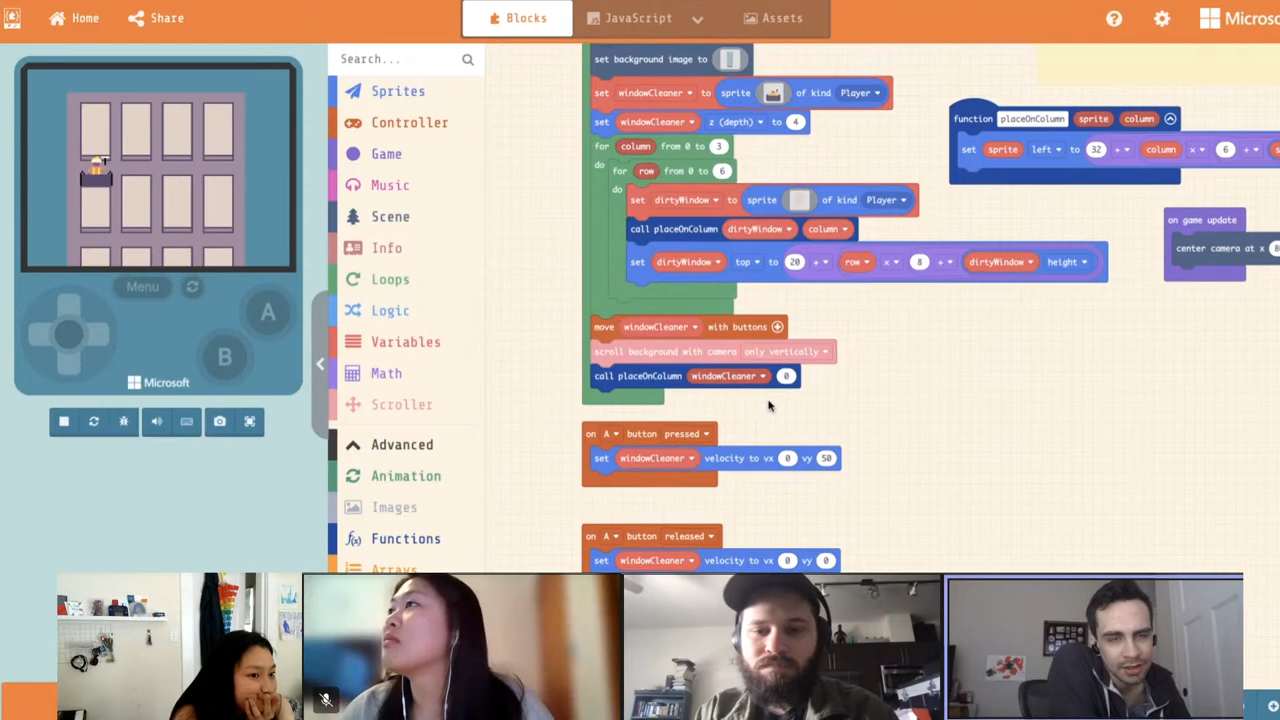 Home
Share
Blocks
JavaScript
Assets
Search...
Sprites
Controller
Game
Music
Scene
Info
Loops
Logic
Variables
Math
Scroller
Advanced
Animation
Images
Functions
Arrays
Menu
A
B
Microsoft
set background image to
set windowCleaner to sprite of kind Player
set windowCleaner z (depth) to 4
for column from 0 to 3
do
for row from 0 to 6
do
set dirtyWindow to sprite of kind Player
call placeOnColumn dirtyWindow column
set dirtyWindow top to 20 + row x 8 + dirtyWindow height
move windowCleaner with buttons
scroll background with camera only vertically
call placeOnColumn windowCleaner 0
on A button pressed
set windowCleaner velocity to vx 0 vy 50
on A button released
set windowCleaner velocity to vx 0 vy 0
function placeOnColumn sprite column
set sprite left to 32 + column x 6 +
on game update
center camera at x